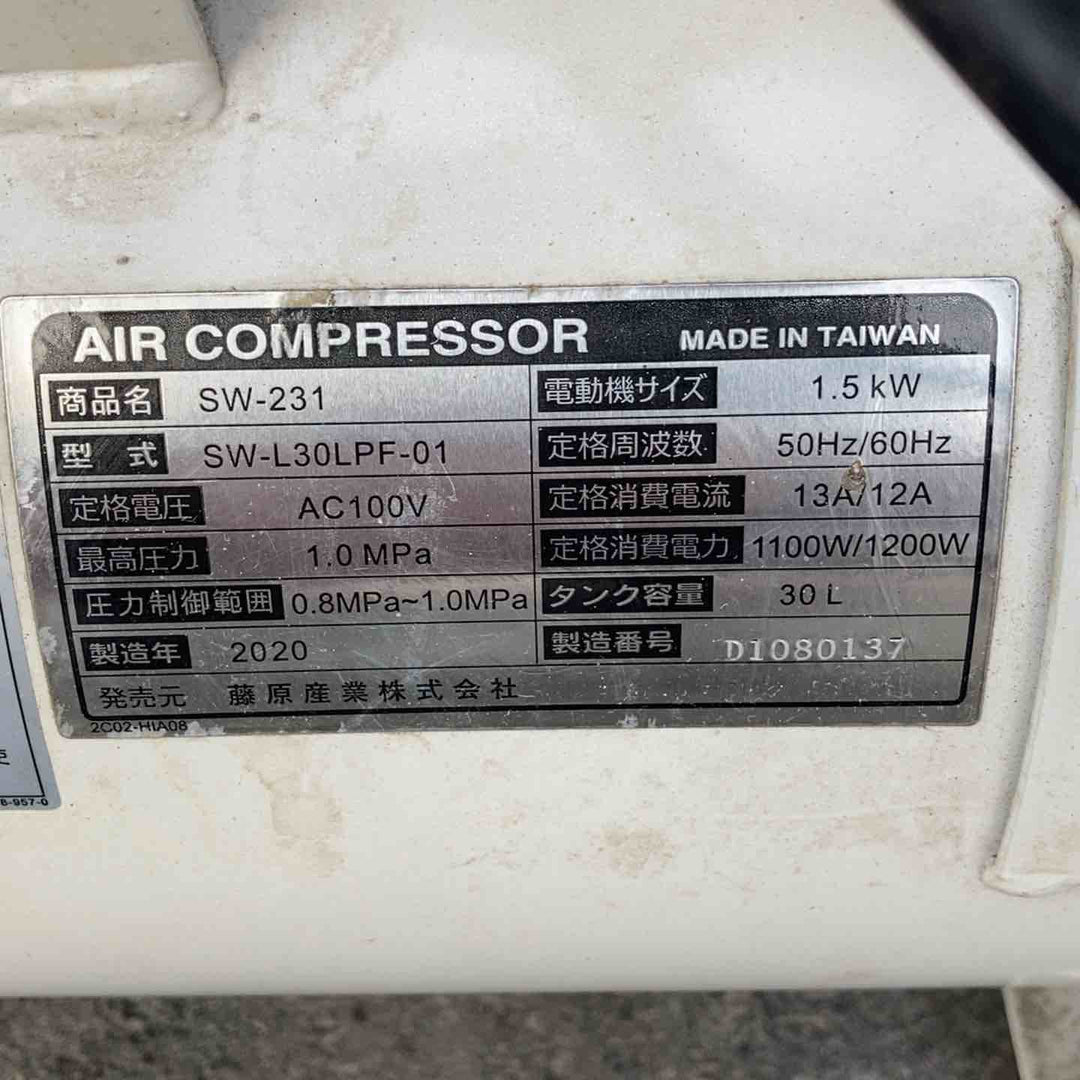 AIR COMPRESSOR MADE IN TAIWAN
商品名 SW-231 電動機サイズ 1.5 kW
型 式 SW-L30LPF-01 定格周波数 50Hz/60Hz
定格電圧 AC100V 定格消費電流 13A/12A
最高圧力 1.0 MPa 定格消費電力 1100W/1200W
圧力制御範囲 0.8MPa~1.0MPa タンク容量 30 L
製造年 2020 製造番号 D1080137
発売元 藤原産業株式会社
2C02-HIA08
8-957-0